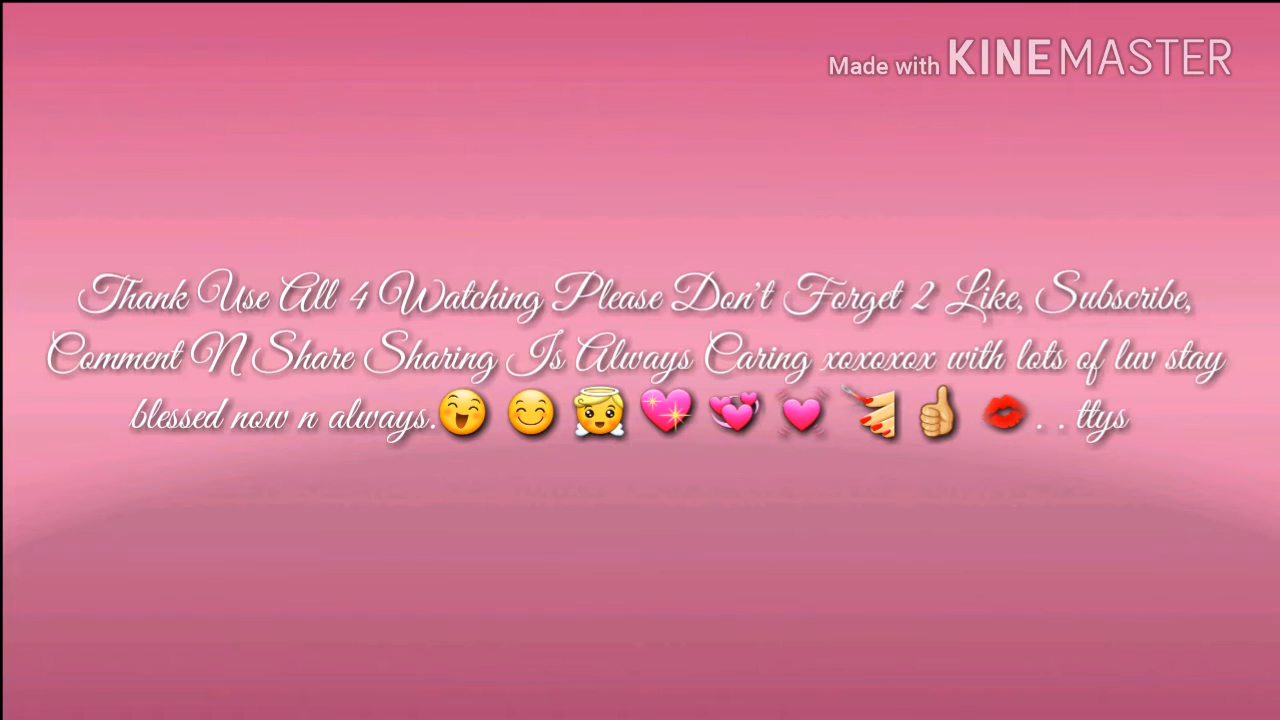 Made with KINEMASTER
Thank Use All 4 Watching Please Don't Forget 2 Like, Subscribe,
Comment N Share Sharing Is Always Caring xoxoxox with lots of luv stay
blessed now n always.😄 😊 👼 💖 💞 💓 💅 👍 💋 . . ttys